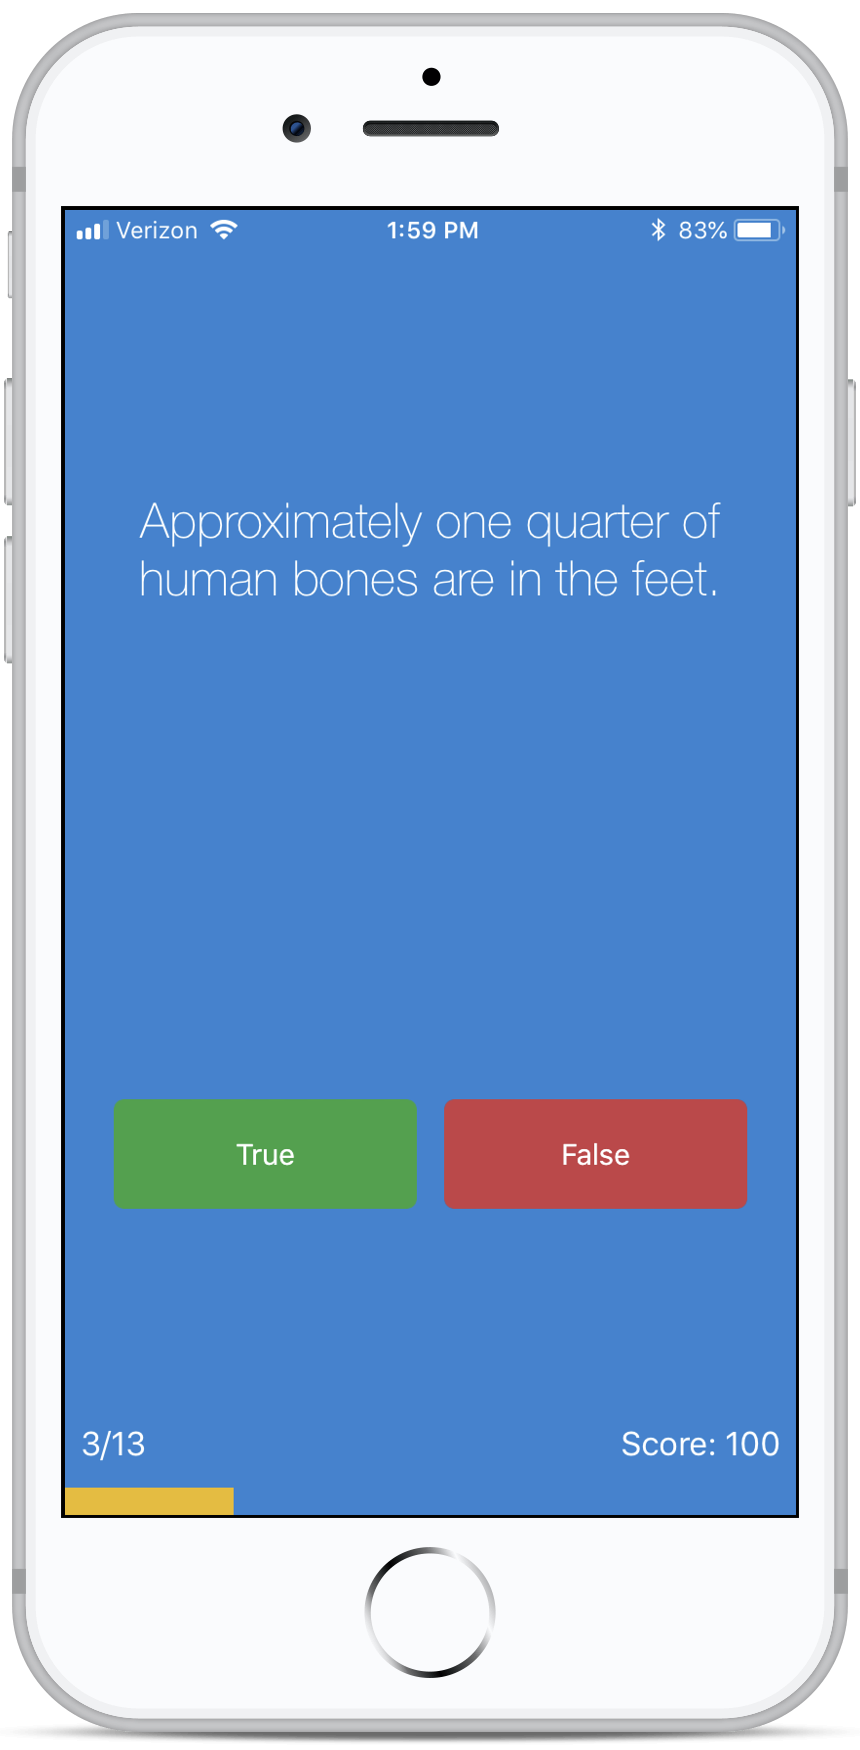 Verizon 1:59 PM 83%
Approximately one quarter of
human bones are in the feet.
True False
3/13 Score: 100